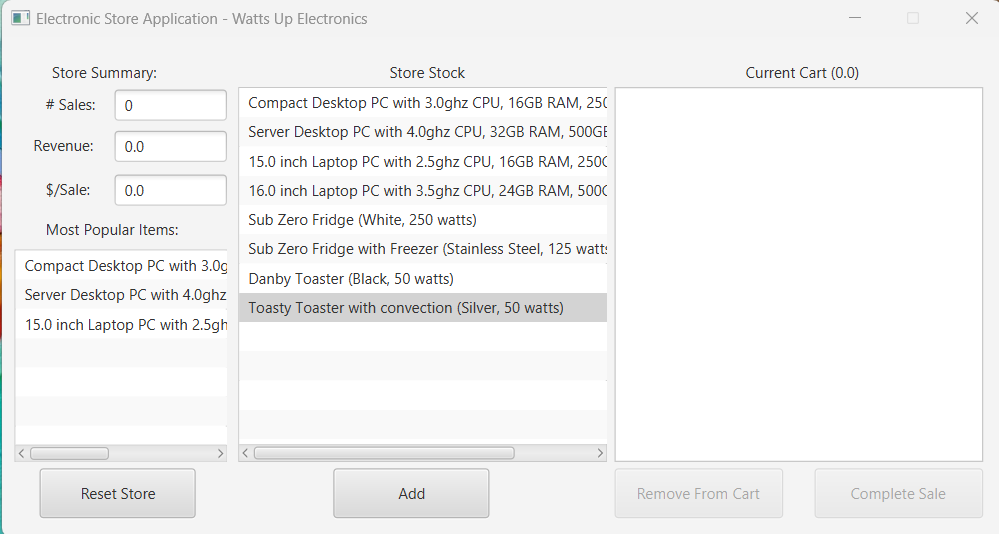 Electronic Store Application - Watts Up Electronics
Store Summary:
# Sales: 0
Revenue: 0.0
$/Sale: 0.0
Most Popular Items:
Compact Desktop PC with 3.0g
Server Desktop PC with 4.0ghz
15.0 inch Laptop PC with 2.5gh
Reset Store
Store Stock
Compact Desktop PC with 3.0ghz CPU, 16GB RAM, 250
Server Desktop PC with 4.0ghz CPU, 32GB RAM, 500GB
15.0 inch Laptop PC with 2.5ghz CPU, 16GB RAM, 250G
16.0 inch Laptop PC with 3.5ghz CPU, 24GB RAM, 500G
Sub Zero Fridge (White, 250 watts)
Sub Zero Fridge with Freezer (Stainless Steel, 125 watts
Danby Toaster (Black, 50 watts)
Toasty Toaster with convection (Silver, 50 watts)
Add
Current Cart (0.0)
Remove From Cart
Complete Sale